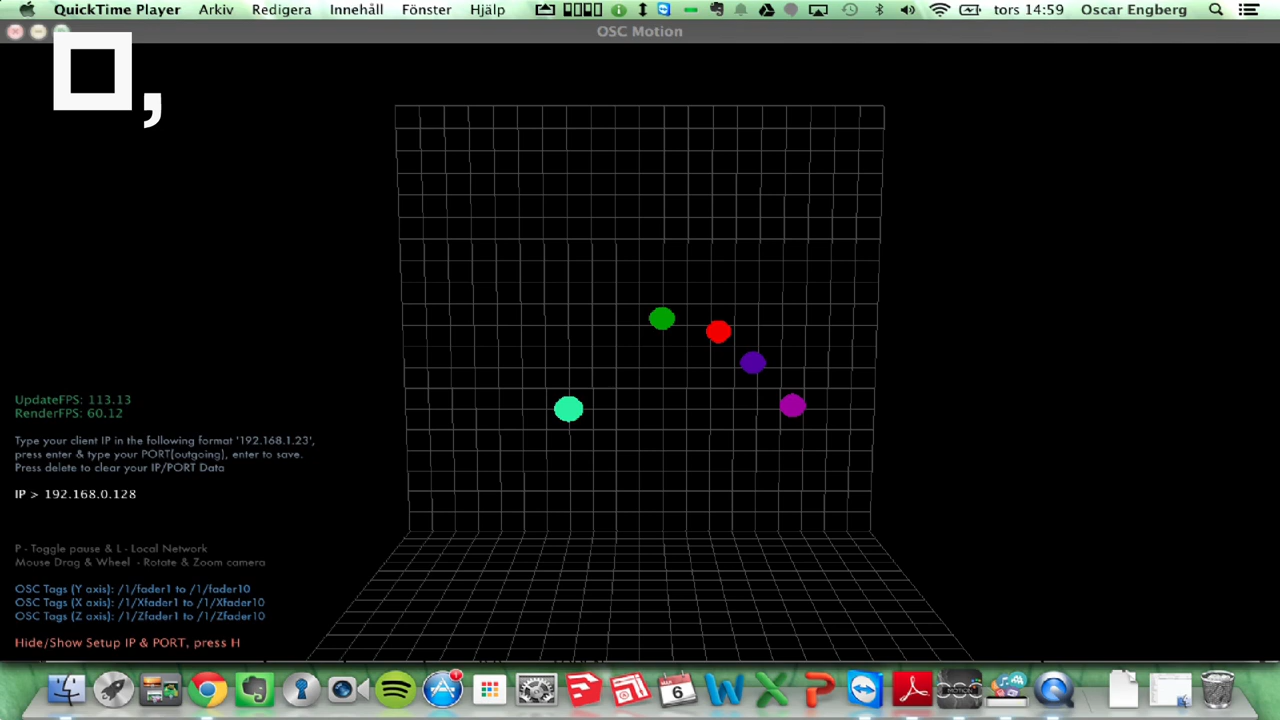 QuickTime Player Arkiv Redigera Innehåll Fönster Hjälp tors 14:59 Oscar Engberg
OSC Motion
UpdateFPS: 113.13
RenderFPS: 60.12
Type your client IP in the following format '192.168.1.23',
press enter & type your PORT(outgoing), enter to save.
Press delete to clear your IP/PORT Data
IP > 192.168.0.128
P - Toggle pause & L - Local Network
Mouse Drag & Wheel - Rotate & Zoom camera
OSC Tags (Y axis): /1/fader1 to /1/fader10
OSC Tags (X axis): /1/Xfader1 to /1/Xfader10
OSC Tags (Z axis): /1/Zfader1 to /1/Zfader10
Hide/Show Setup IP & PORT, press H
1
6